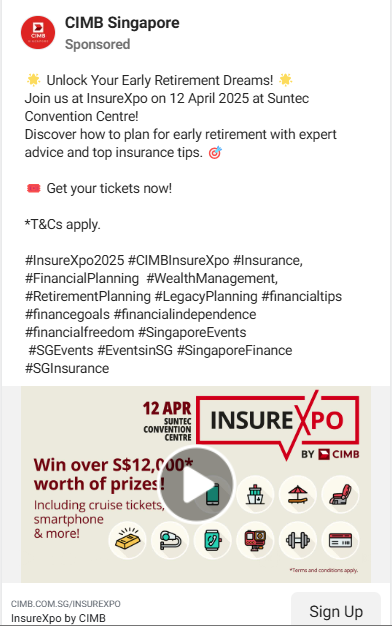 CIMB Singapore
Sponsored
🌟 Unlock Your Early Retirement Dreams! 🌟
Join us at InsureXpo on 12 April 2025 at Suntec
Convention Centre!
Discover how to plan for early retirement with expert
advice and top insurance tips. 🎯
🎟️ Get your tickets now!
*T&Cs apply.
#InsureXpo2025 #CIMBInsureXpo #Insurance,
#FinancialPlanning #WealthManagement,
#RetirementPlanning #LegacyPlanning #financialtips
#financegoals #financialindependence
#financialfreedom #SingaporeEvents
#SGEvents #EventsinSG #SingaporeFinance
#SGInsurance
12 APR
SUNTEC
CONVENTION
CENTRE
INSUREXPO
BY CIMB
Win over S$12,000*
worth of prizes!
Including cruise tickets,
smartphone
& more!
*Terms and conditions apply.
CIMB.COM.SG/INSUREXPO
InsureXpo by CIMB
Sign Up